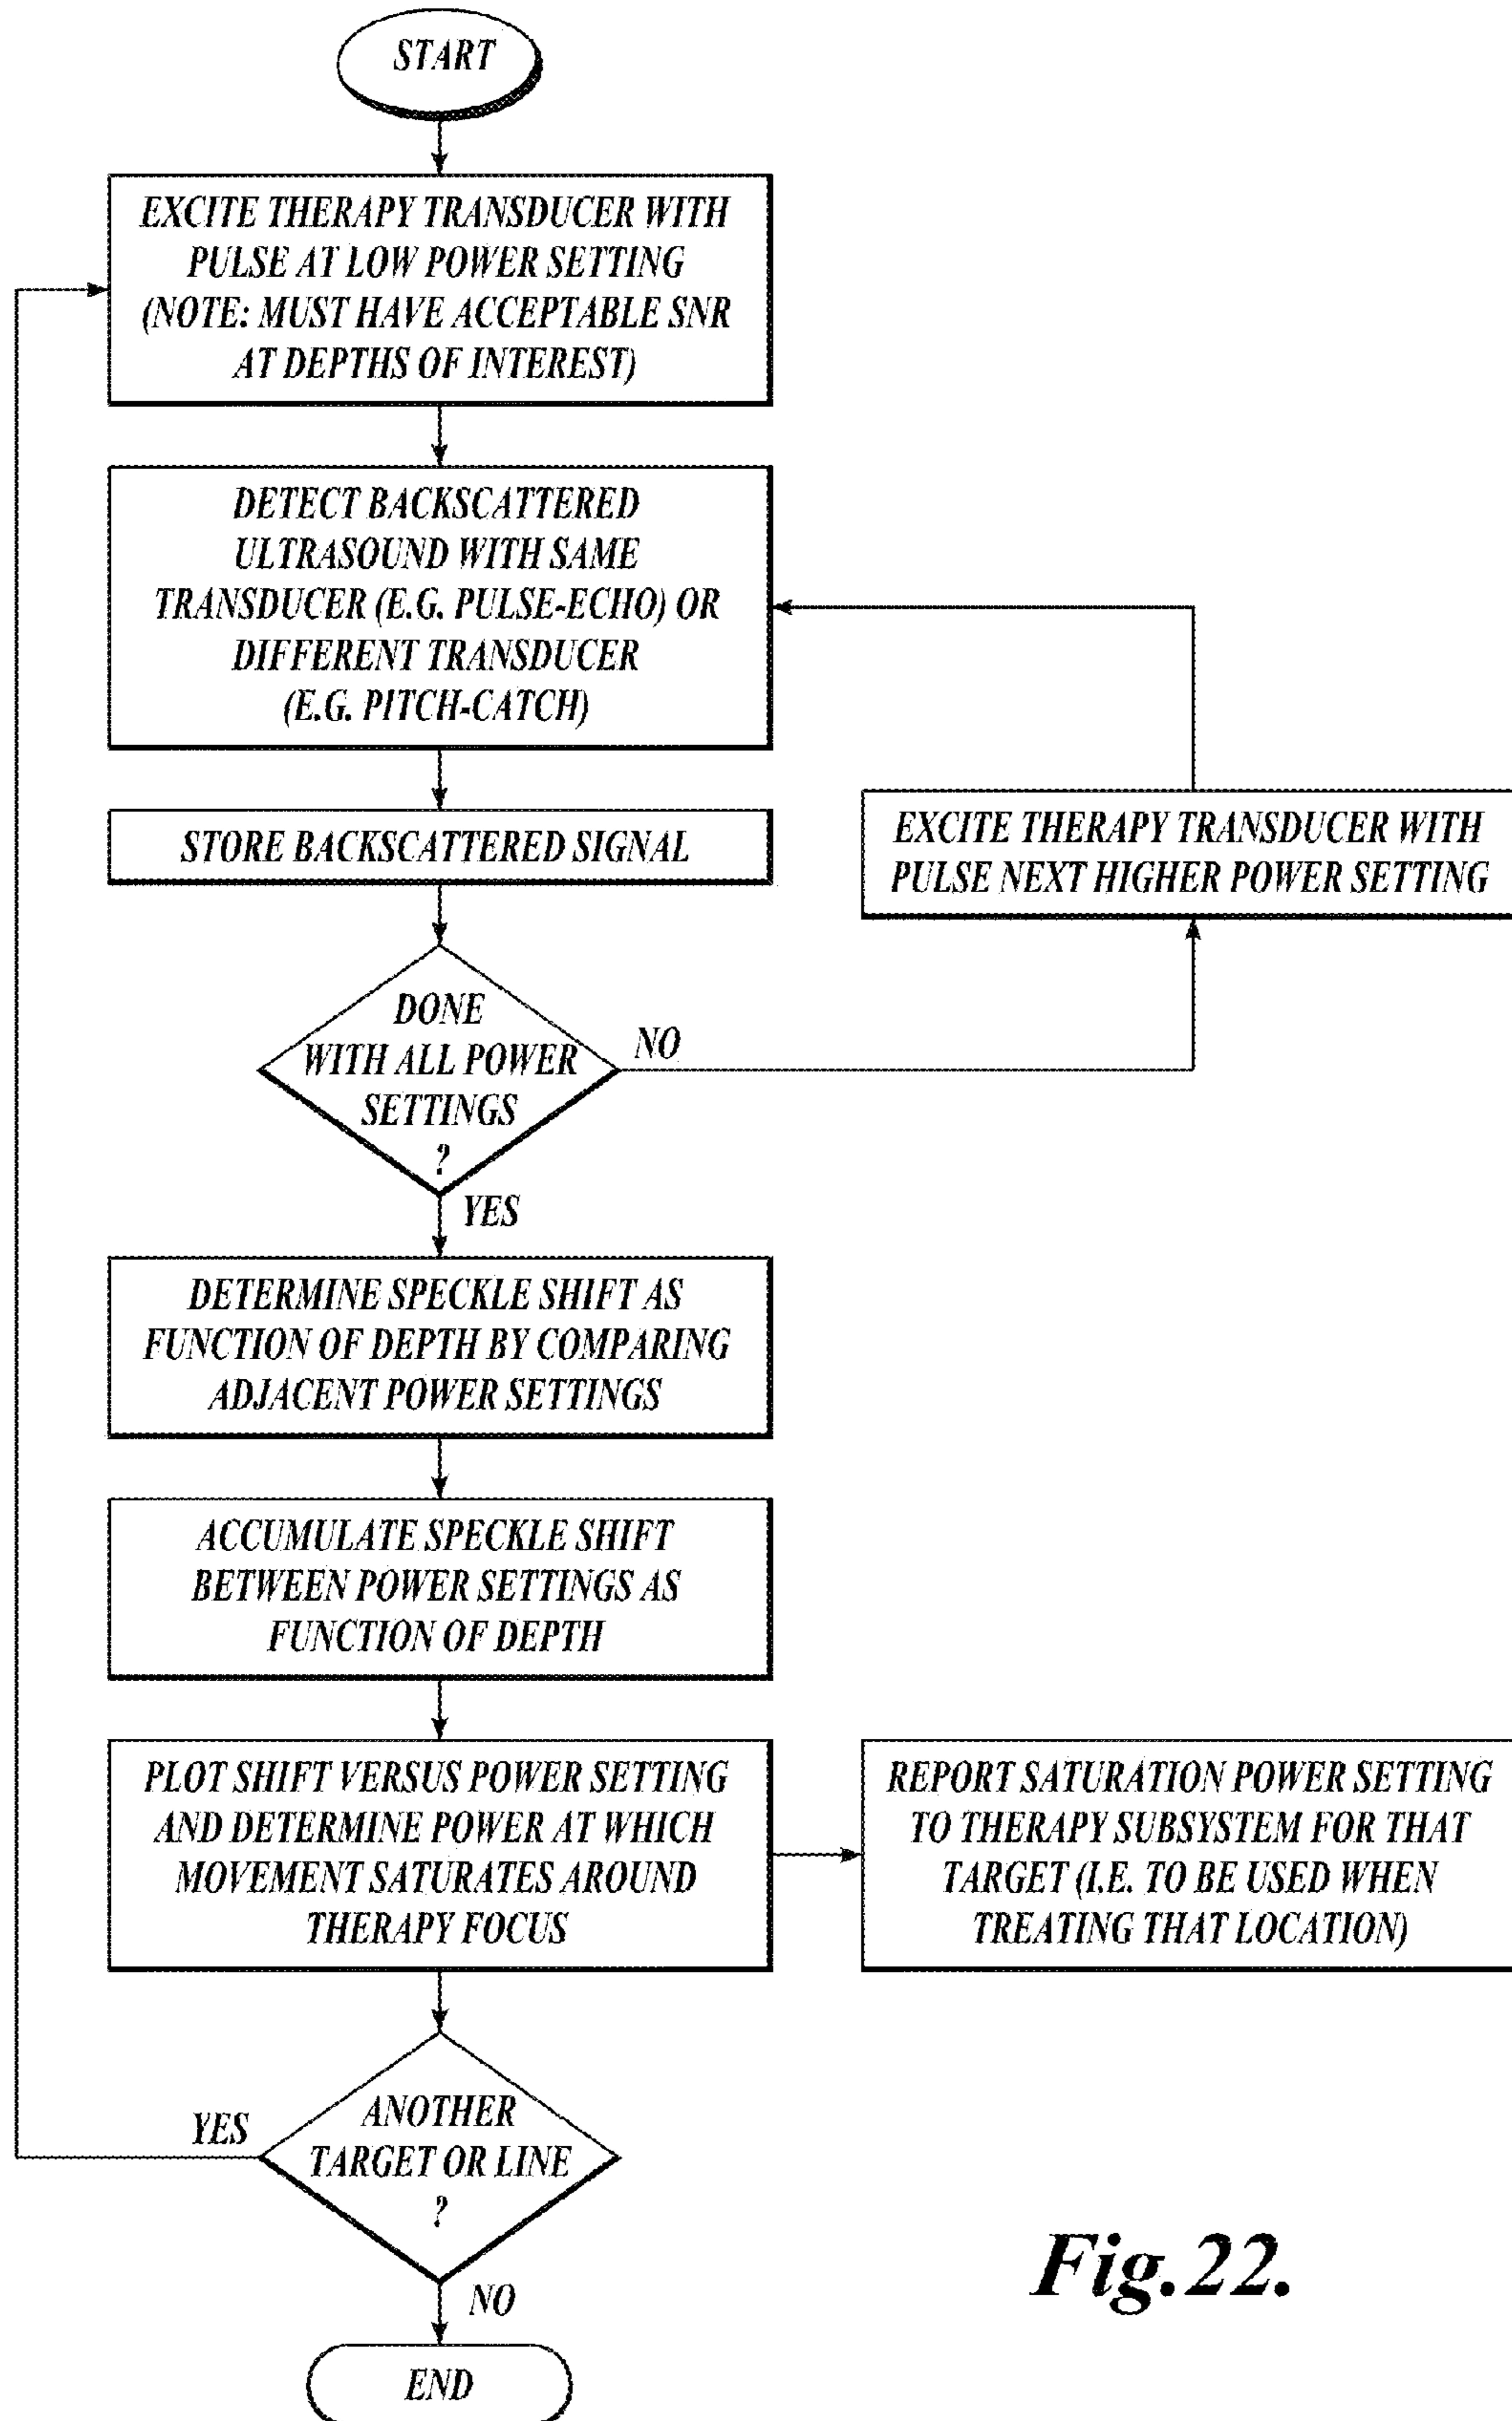 START
EXCITE THERAPY TRANSDUCER WITH
PULSE AT LOW POWER SETTING
(NOTE: MUST HAVE ACCEPTABLE SNR
AT DEPTHS OF INTEREST)
DETECT BACKSCATTERED
ULTRASOUND WITH SAME
TRANSDUCER (E.G. PULSE-ECHO) OR
DIFFERENT TRANSDUCER
(E.G. PITCH-CATCH)
STORE BACKSCATTERED SIGNAL
EXCITE THERAPY TRANSDUCER WITH
PULSE NEXT HIGHER POWER SETTING
DONE
WITH ALL POWER
SETTINGS
?
NO
YES
DETERMINE SPECKLE SHIFT AS
FUNCTION OF DEPTH BY COMPARING
ADJACENT POWER SETTINGS
ACCUMULATE SPECKLE SHIFT
BETWEEN POWER SETTINGS AS
FUNCTION OF DEPTH
PLOT SHIFT VERSUS POWER SETTING
AND DETERMINE POWER AT WHICH
MOVEMENT SATURATES AROUND
THERAPY FOCUS
REPORT SATURATION POWER SETTING
TO THERAPY SUBSYSTEM FOR THAT
TARGET (I.E. TO BE USED WHEN
TREATING THAT LOCATION)
YES
ANOTHER
TARGET OR LINE
?
NO
END
Fig.22.